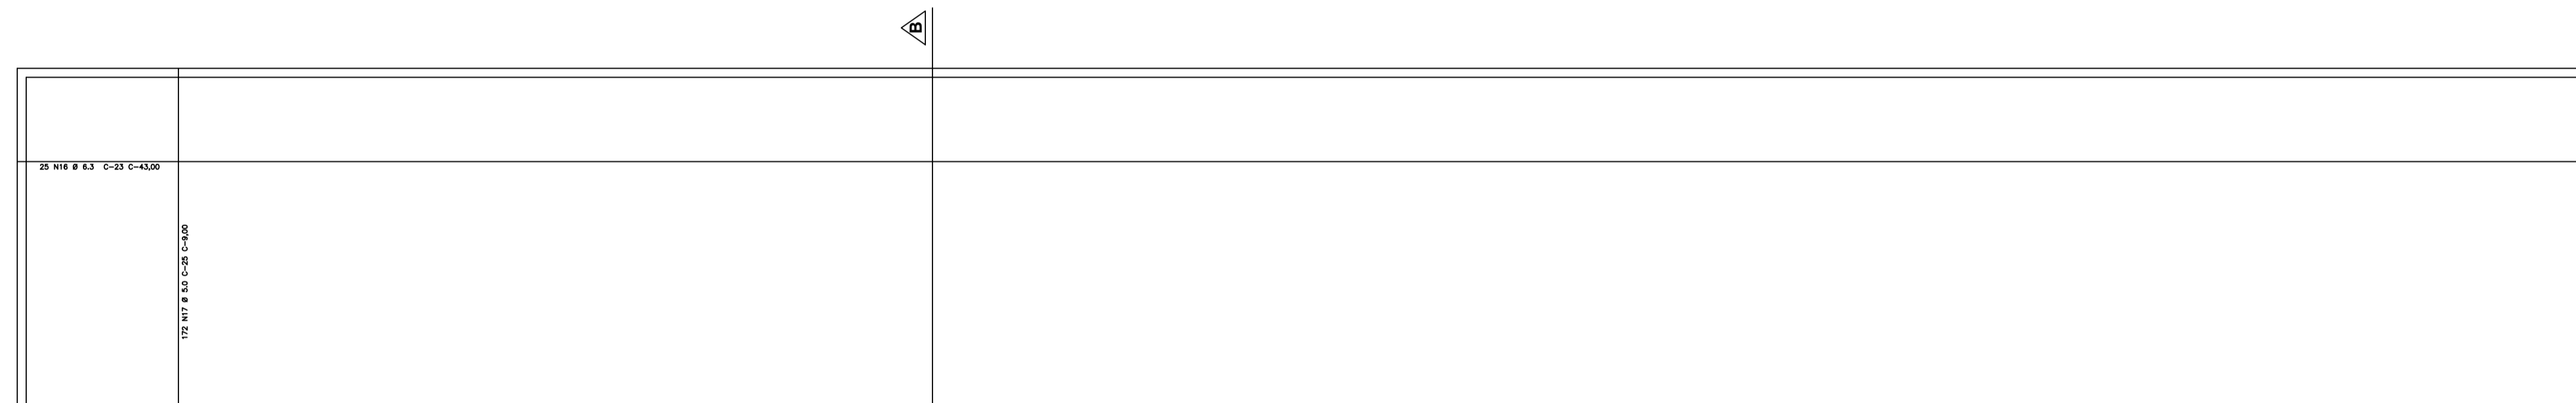 B
25 N16 Ø 6.3 C-23 C-43,00
172 N17 Ø 5.0 C-25 C-9,00